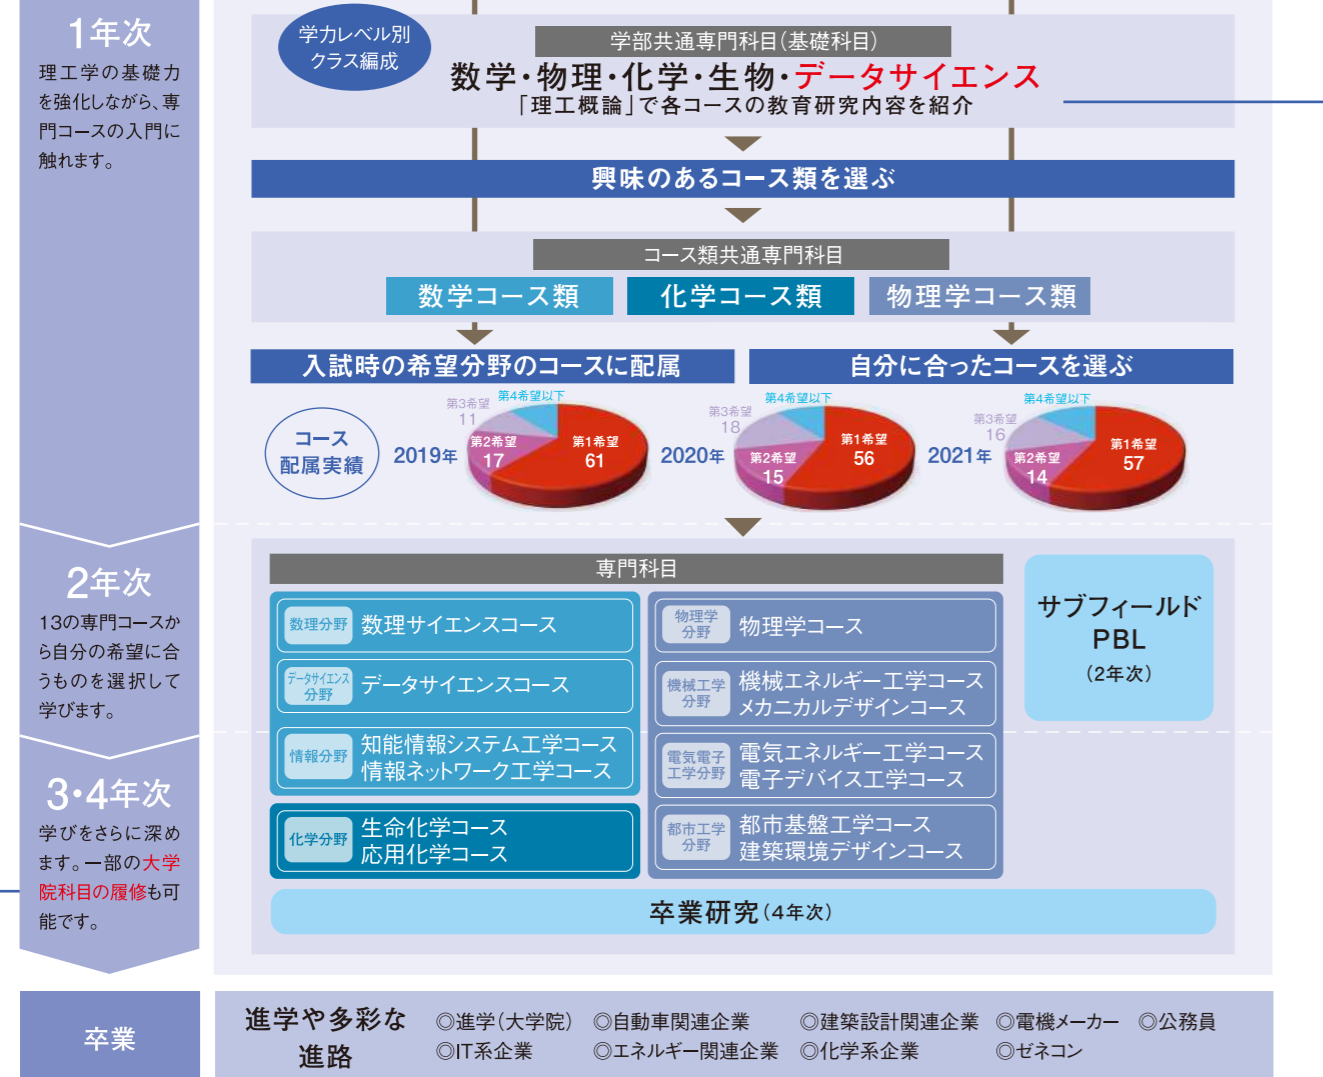 1年次
理工学の基礎力
を強化しながら、専
門コースの入門に
触れます。
学力レベル別
クラス編成
学部共通専門科目(基礎科目)
数学・物理・化学・生物・データサイエンス
「理工概論」で各コースの教育研究内容を紹介
興味のあるコース類を選ぶ
コース類共通専門科目
数学コース類
化学コース類
物理学コース類
入試時の希望分野のコースに配属
自分に合ったコースを選ぶ
コース
配属実績
2019年
第1希望
61
第2希望
17
第3希望
11
第4希望以下
2020年
第1希望
56
第2希望
15
第3希望
18
第4希望以下
2021年
第1希望
57
第2希望
14
第3希望
16
第4希望以下
2年次
13の専門コースか
ら自分の希望に合
うものを選択して
学びます。
3・4年次
学びをさらに深め
ます。一部の大学
院科目の履修も可
能です。
専門科目
数理分野
数理サイエンスコース
データサイエンス
分野
データサイエンスコース
情報分野
知能情報システム工学コース
情報ネットワーク工学コース
化学分野
生命化学コース
応用化学コース
物理学
分野
物理学コース
機械工学
分野
機械エネルギー工学コース
メカニカルデザインコース
電気電子
工学分野
電気エネルギー工学コース
電子デバイス工学コース
都市工学
分野
都市基盤工学コース
建築環境デザインコース
サブフィールド
PBL
(2年次)
卒業研究(4年次)
卒業
進学や多彩な
進路
◎進学(大学院) ◎自動車関連企業 ◎建築設計関連企業 ◎電機メーカー ◎公務員
◎IT系企業 ◎エネルギー関連企業 ◎化学系企業 ◎ゼネコン